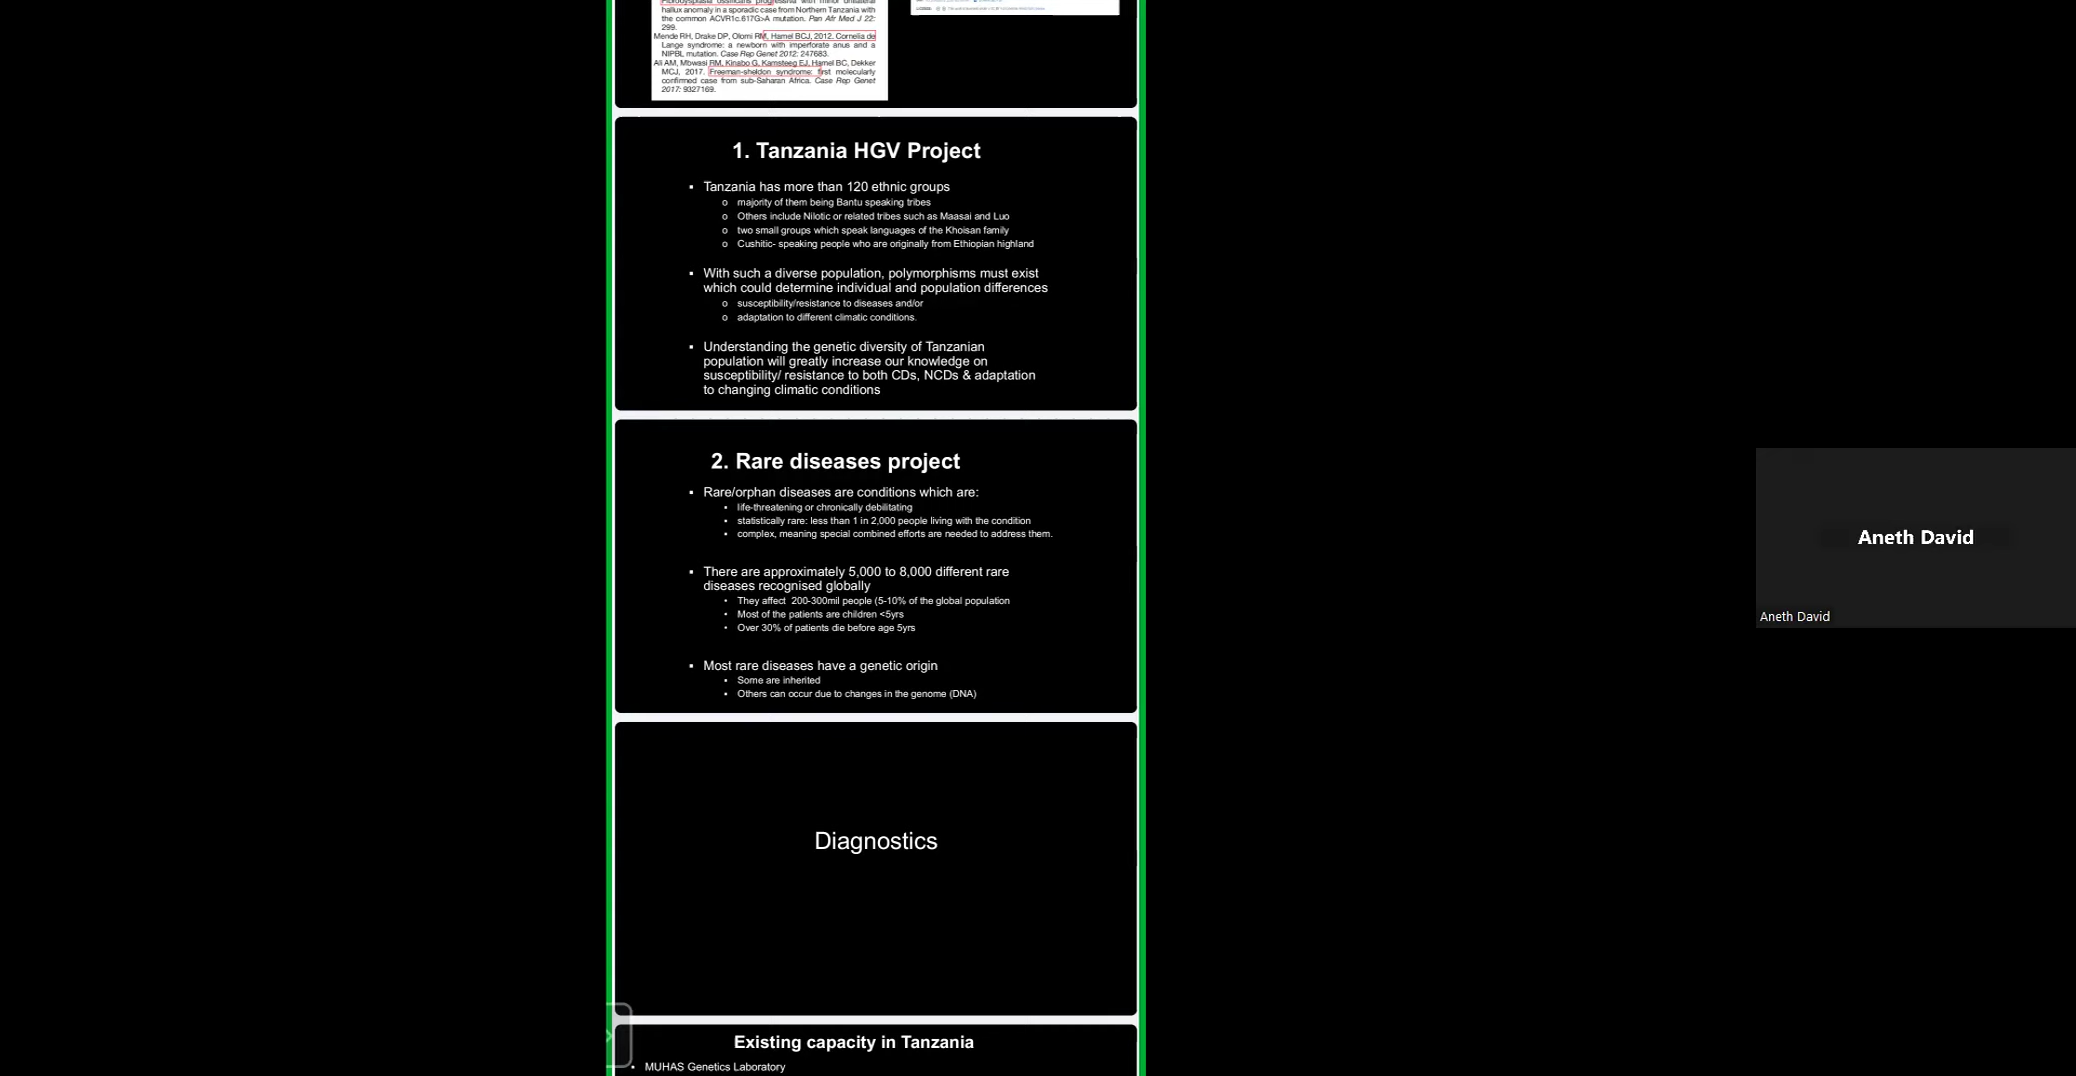 Fibrodysplasia ossificans progressiva with minor unilateral
hallux anomaly in a sporadic case from Northern Tanzania with
the common ACVR1c.617G>A mutation. Pan Afr Med J 22:
299.
Mende RH, Drake DP, Olomi RM, Hamel BCJ, 2012. Cornelia de
Lange syndrome: a newborn with imperforate anus and a
NIPBL mutation. Case Rep Genet 2012: 247683.
Ali AM, Mbwasi RM, Kinabo G, Kamsteeg EJ, Hamel BC, Dekker
MCJ, 2017. Freeman-sheldon syndrome: first molecularly
confirmed case from sub-Saharan Africa. Case Rep Genet
2017: 9327169.
1. Tanzania HGV Project
▪ Tanzania has more than 120 ethnic groups
o majority of them being Bantu speaking tribes
o Others include Nilotic or related tribes such as Maasai and Luo
o two small groups which speak languages of the Khoisan family
o Cushitic- speaking people who are originally from Ethiopian highland
▪ With such a diverse population, polymorphisms must exist
which could determine individual and population differences
o susceptibility/resistance to diseases and/or
o adaptation to different climatic conditions.
▪ Understanding the genetic diversity of Tanzanian
population will greatly increase our knowledge on
susceptibility/ resistance to both CDs, NCDs & adaptation
to changing climatic conditions
2. Rare diseases project
▪ Rare/orphan diseases are conditions which are:
• life-threatening or chronically debilitating
• statistically rare: less than 1 in 2,000 people living with the condition
• complex, meaning special combined efforts are needed to address them.
▪ There are approximately 5,000 to 8,000 different rare
diseases recognised globally
• They affect 200-300mil people (5-10% of the global population
• Most of the patients are children <5yrs
• Over 30% of patients die before age 5yrs
▪ Most rare diseases have a genetic origin
• Some are inherited
• Others can occur due to changes in the genome (DNA)
Diagnostics
Existing capacity in Tanzania
• MUHAS Genetics Laboratory
Aneth David
Aneth David